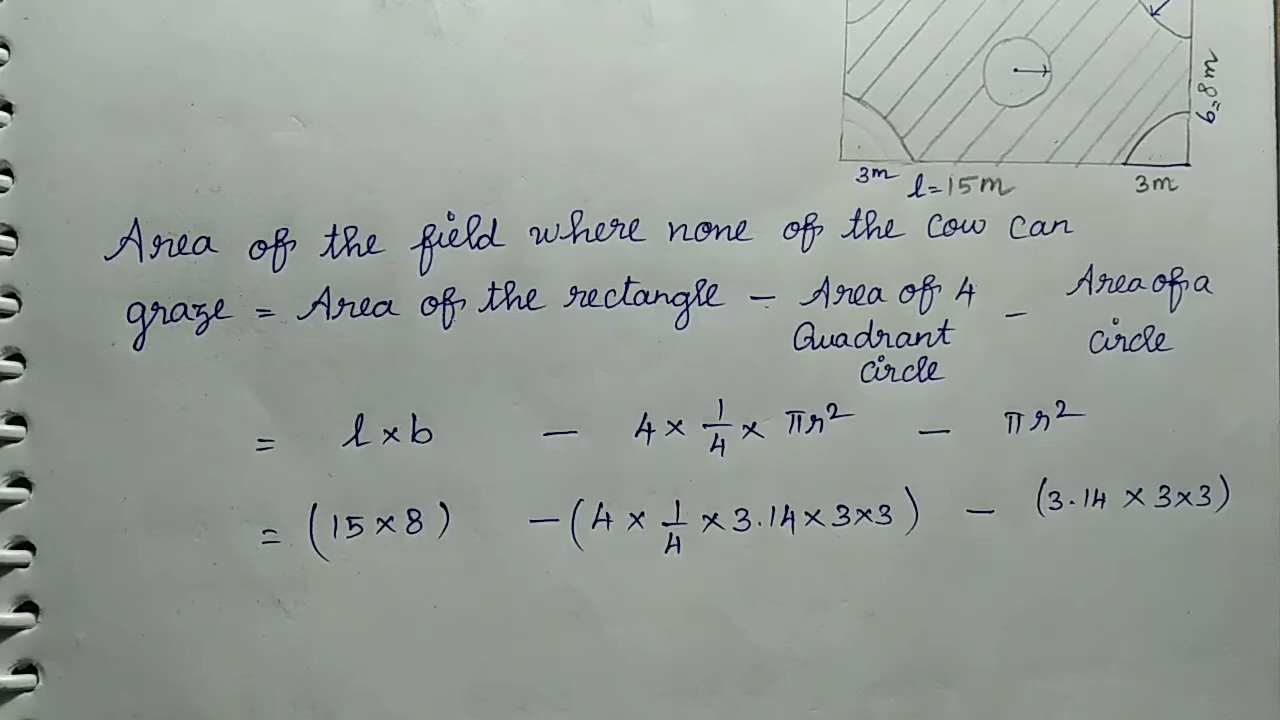 b=8m
3m
l=15m
3m
Area of the field where none of the cow can
graze = Area of the rectangle - Area of 4 Quadrant circle - Area of a circle
= l × b - 4 × 1/4 × πr² - πr²
= (15×8) - (4 × 1/4 × 3.14×3×3) - (3.14 ×3×3)